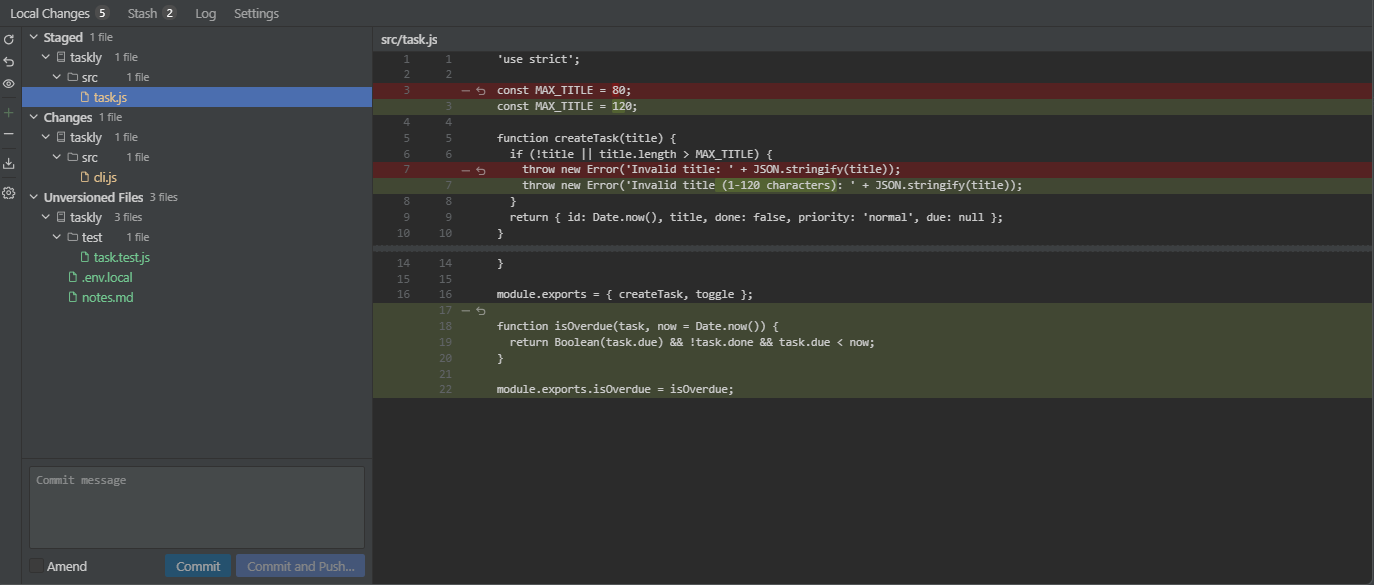 Local Changes 5 Stash 2 Log Settings
Staged 1 file
taskly 1 file
src 1 file
task.js
Changes 1 file
taskly 1 file
src 1 file
cli.js
Unversioned Files 3 files
taskly 3 files
test 1 file
task.test.js
.env.local
notes.md
Commit message
Amend Commit Commit and Push...
src/task.js
1 1 'use strict';
2 2
3 const MAX_TITLE = 80;
3 const MAX_TITLE = 120;
4 4
5 5 function createTask(title) {
6 6 if (!title || title.length > MAX_TITLE) {
7 throw new Error('Invalid title: ' + JSON.stringify(title));
7 throw new Error('Invalid title (1-120 characters): ' + JSON.stringify(title));
8 8 }
9 9 return { id: Date.now(), title, done: false, priority: 'normal', due: null };
10 10 }
14 14 }
15 15
16 16 module.exports = { createTask, toggle };
17
18 function isOverdue(task, now = Date.now()) {
19 return Boolean(task.due) && !task.done && task.due < now;
20 }
21
22 module.exports.isOverdue = isOverdue;